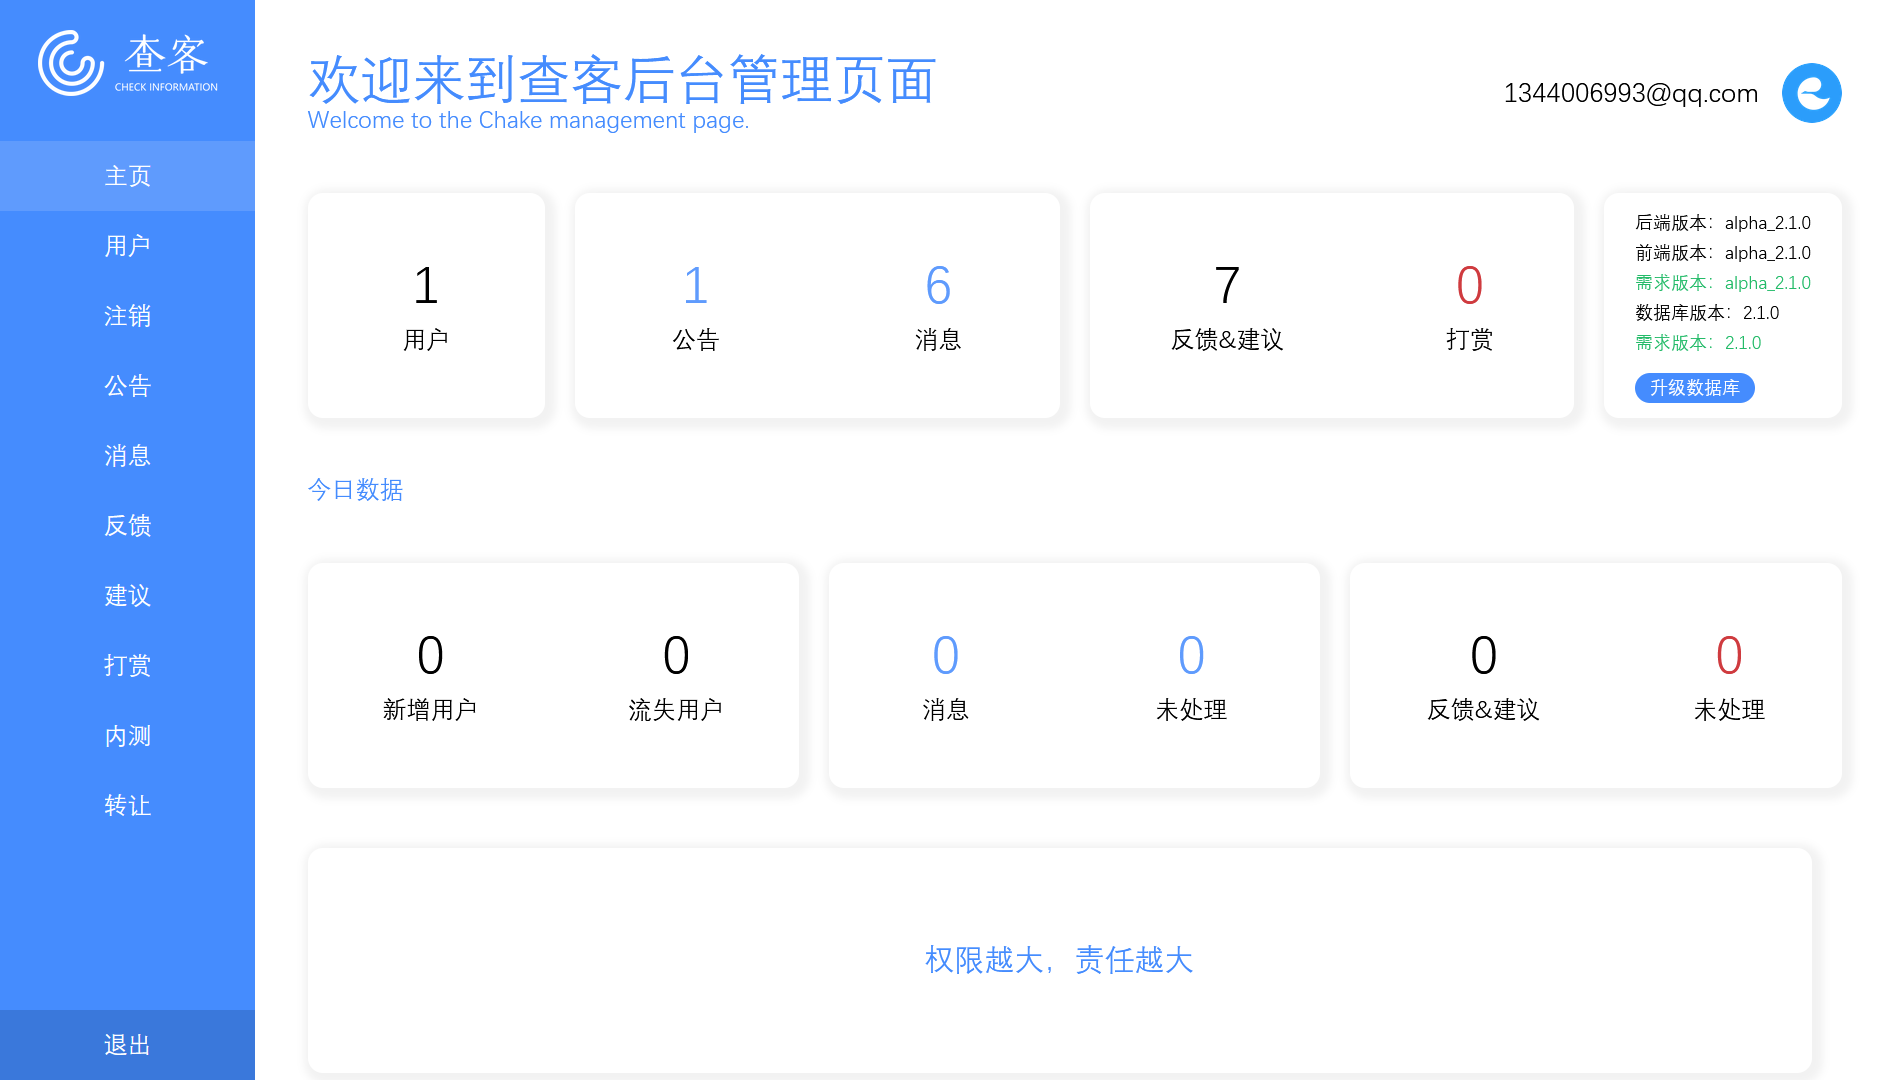 查客
CHECK INFORMATION
主页
用户
注销
公告
消息
反馈
建议
打赏
内测
转让
退出
欢迎来到查客后台管理页面
Welcome to the Chake management page.
1344006993@qq.com
1
用户
1
公告
6
消息
7
反馈&建议
0
打赏
后端版本：alpha_2.1.0
前端版本：alpha_2.1.0
需求版本：alpha_2.1.0
数据库版本：2.1.0
需求版本：2.1.0
升级数据库
今日数据
0
新增用户
0
流失用户
0
消息
0
未处理
0
反馈&建议
0
未处理
权限越大，责任越大